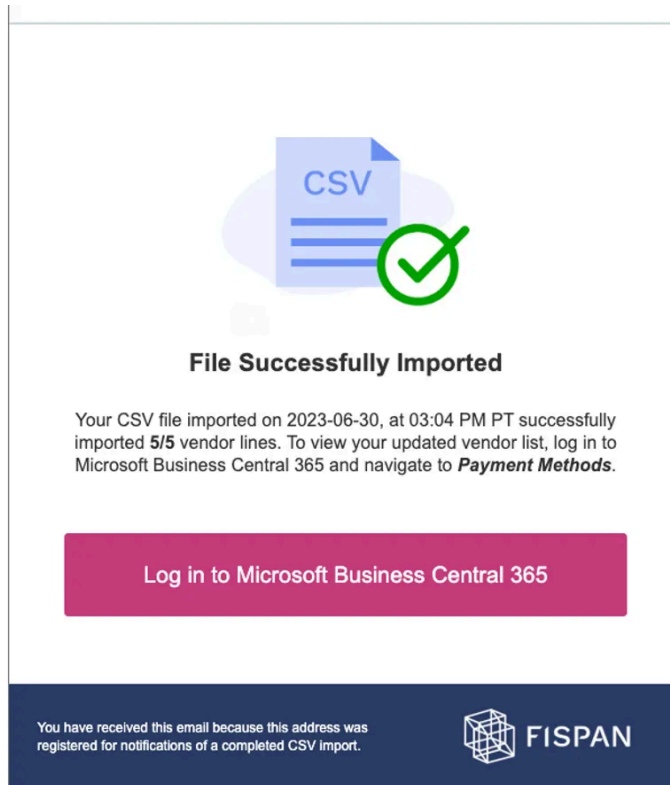 CSV
File Successfully Imported
Your CSV file imported on 2023-06-30, at 03:04 PM PT successfully
imported 5/5 vendor lines. To view your updated vendor list, log in to
Microsoft Business Central 365 and navigate to Payment Methods.
Log in to Microsoft Business Central 365
You have received this email because this address was
registered for notifications of a completed CSV import.
FISPAN